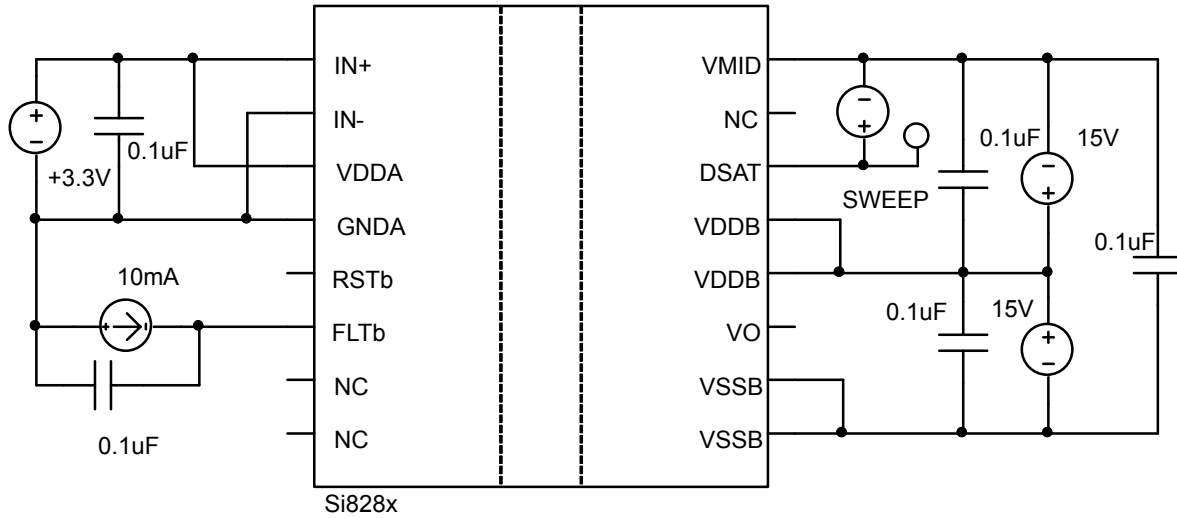 IN+
VMID
IN-
NC
0.1uF
0.1uF
15V
+3.3V
VDDA
DSAT
SWEEP
GNDA
VDDB
0.1uF
10mA
RSTb
VDDB
0.1uF
15V
FLTb
VO
NC
VSSB
0.1uF
NC
VSSB
Si828x